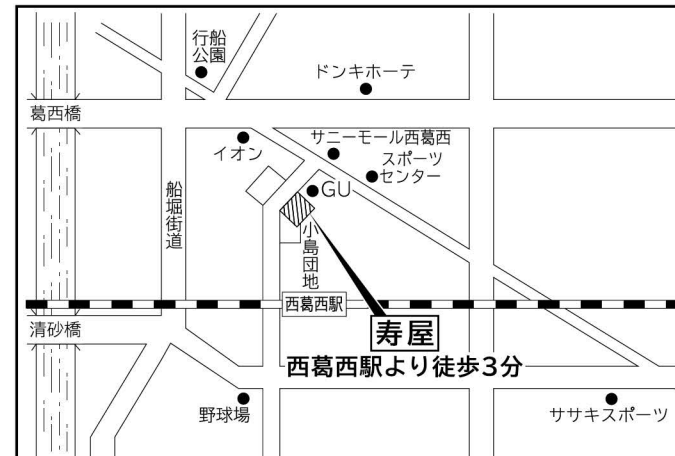 行船
公園
ドンキホーテ
葛西橋
イオン
サニーモール西葛西
スポーツ
センター
GU
船堀街道
小島団地
西葛西駅
清砂橋
寿屋
西葛西駅より徒歩3分
野球場
ササキスポーツ